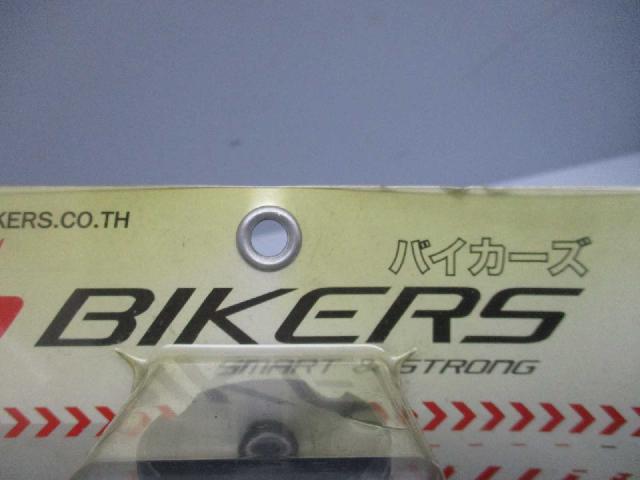 KERS.CO.TH
バイカーズ
BIKERS
SMART & STRONG